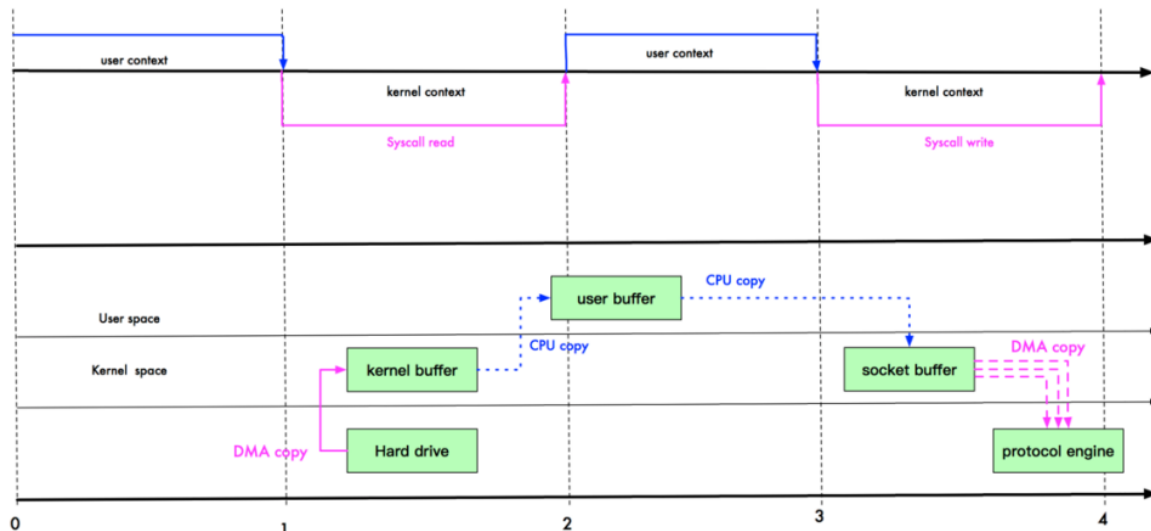 user context
user context
kernel context
kernel context
Syscall read
Syscall write
user buffer
CPU copy
User space
CPU copy
DMA copy
Kernel space
kernel buffer
socket buffer
DMA copy
Hard drive
protocol engine
0
1
2
3
4